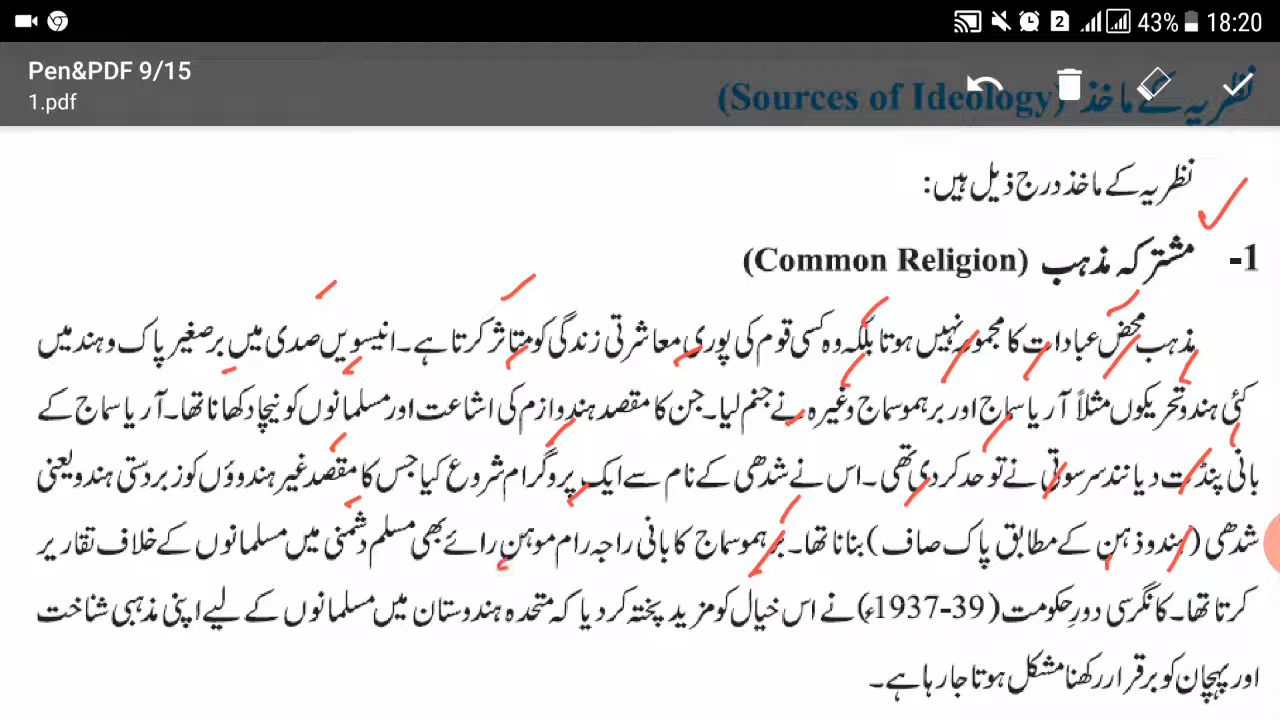 43% 18:20
Pen&PDF 9/15
1.pdf
نظریہ کے ماخذ (Sources of Ideology)
نظریہ کے ماخذ درج ذیل ہیں:
1- مشترکہ مذہب (Common Religion)
مذہب محض عبادات کا مجموعہ نہیں ہوتا بلکہ وہ کسی قوم کی پوری معاشرتی زندگی کو متاثر کرتا ہے۔ انیسویں صدی میں برصغیر پاک و ہند میں
کئی ہندو تحریکوں مثلاً آریا سماج اور برہمو سماج وغیرہ نے جنم لیا۔ جن کا مقصد ہندوازم کی اشاعت اور مسلمانوں کو نیچا دکھانا تھا۔ آریا سماج کے
بانی پنڈت دیانند سرسوتی نے تو حد کر دی تھی۔ اس نے شدھی کے نام سے ایک پروگرام شروع کیا جس کا مقصد غیر ہندوؤں کو زبردستی ہندو یعنی
شدھی (ہندو ذہن کے مطابق پاک صاف) بنانا تھا۔ برہمو سماج کا بانی راجہ رام موہن رائے بھی مسلم دشمنی میں مسلمانوں کے خلاف تقاریر
کرتا تھا۔ کانگرسی دورِ حکومت (1937-39ء) نے اس خیال کو مزید پختہ کر دیا کہ متحدہ ہندوستان میں مسلمانوں کے لیے اپنی مذہبی شناخت
اور پہچان کو برقرار رکھنا مشکل ہوتا جا رہا ہے۔